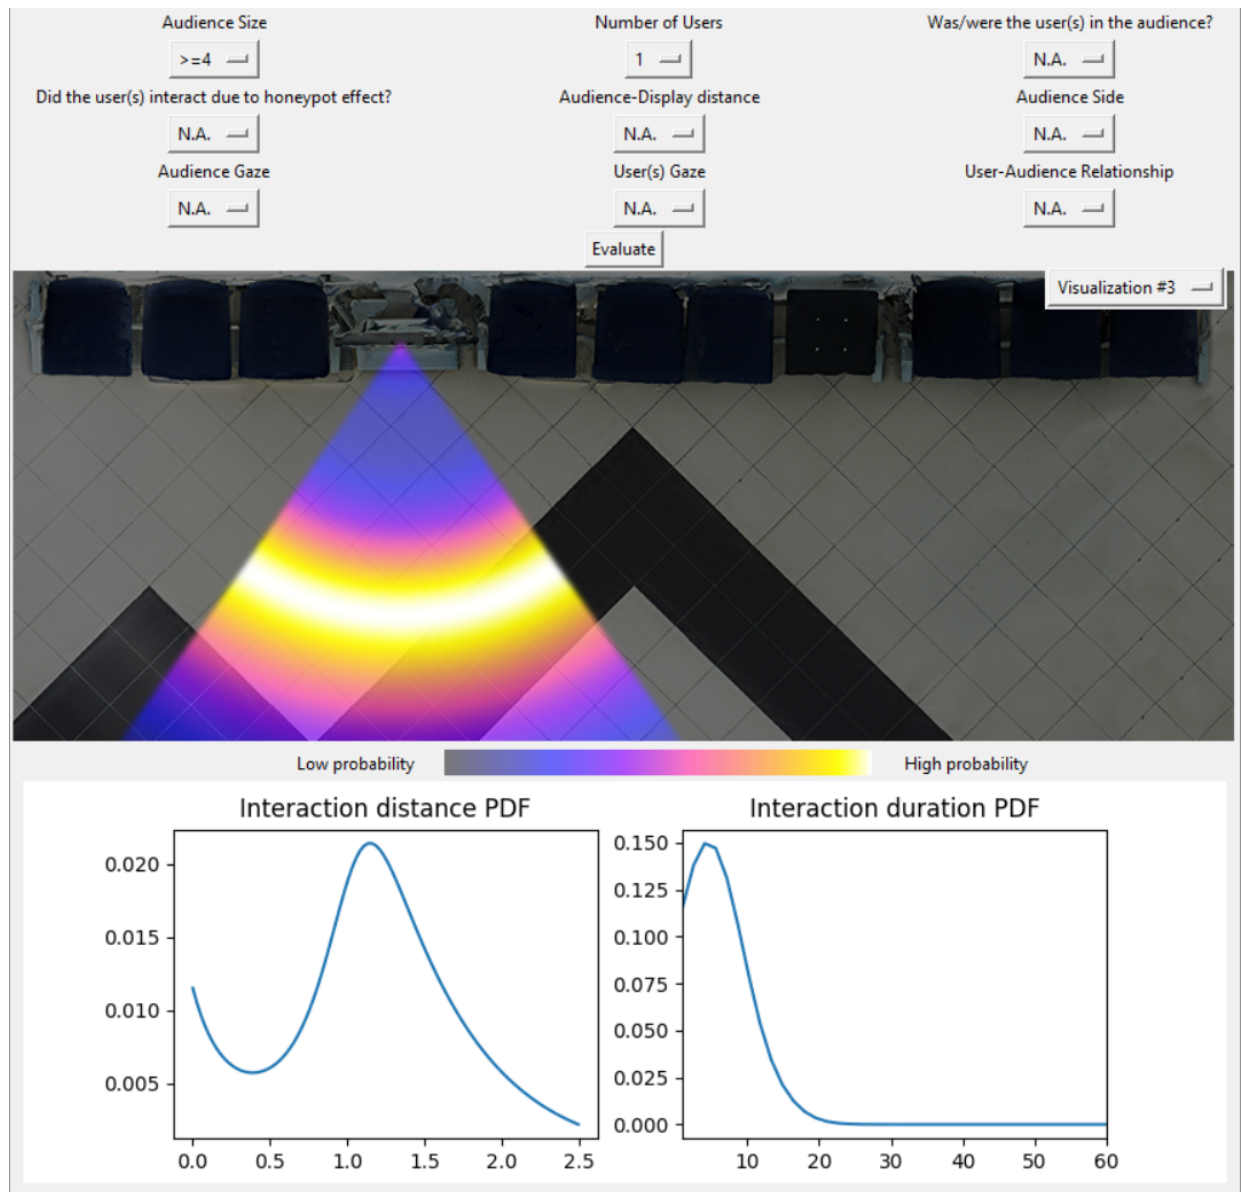 Audience Size Number of Users Was/were the user(s) in the audience?
>=4 1 N.A.
Did the user(s) interact due to honeypot effect? Audience-Display distance Audience Side
N.A. N.A. N.A.
Audience Gaze User(s) Gaze User-Audience Relationship
N.A. N.A. N.A.
Evaluate
Visualization #3
Low probability High probability
Interaction distance PDF Interaction duration PDF
0.020
0.015
0.010
0.005
0.0 0.5 1.0 1.5 2.0 2.5
0.150
0.125
0.100
0.075
0.050
0.025
0.000
10 20 30 40 50 60